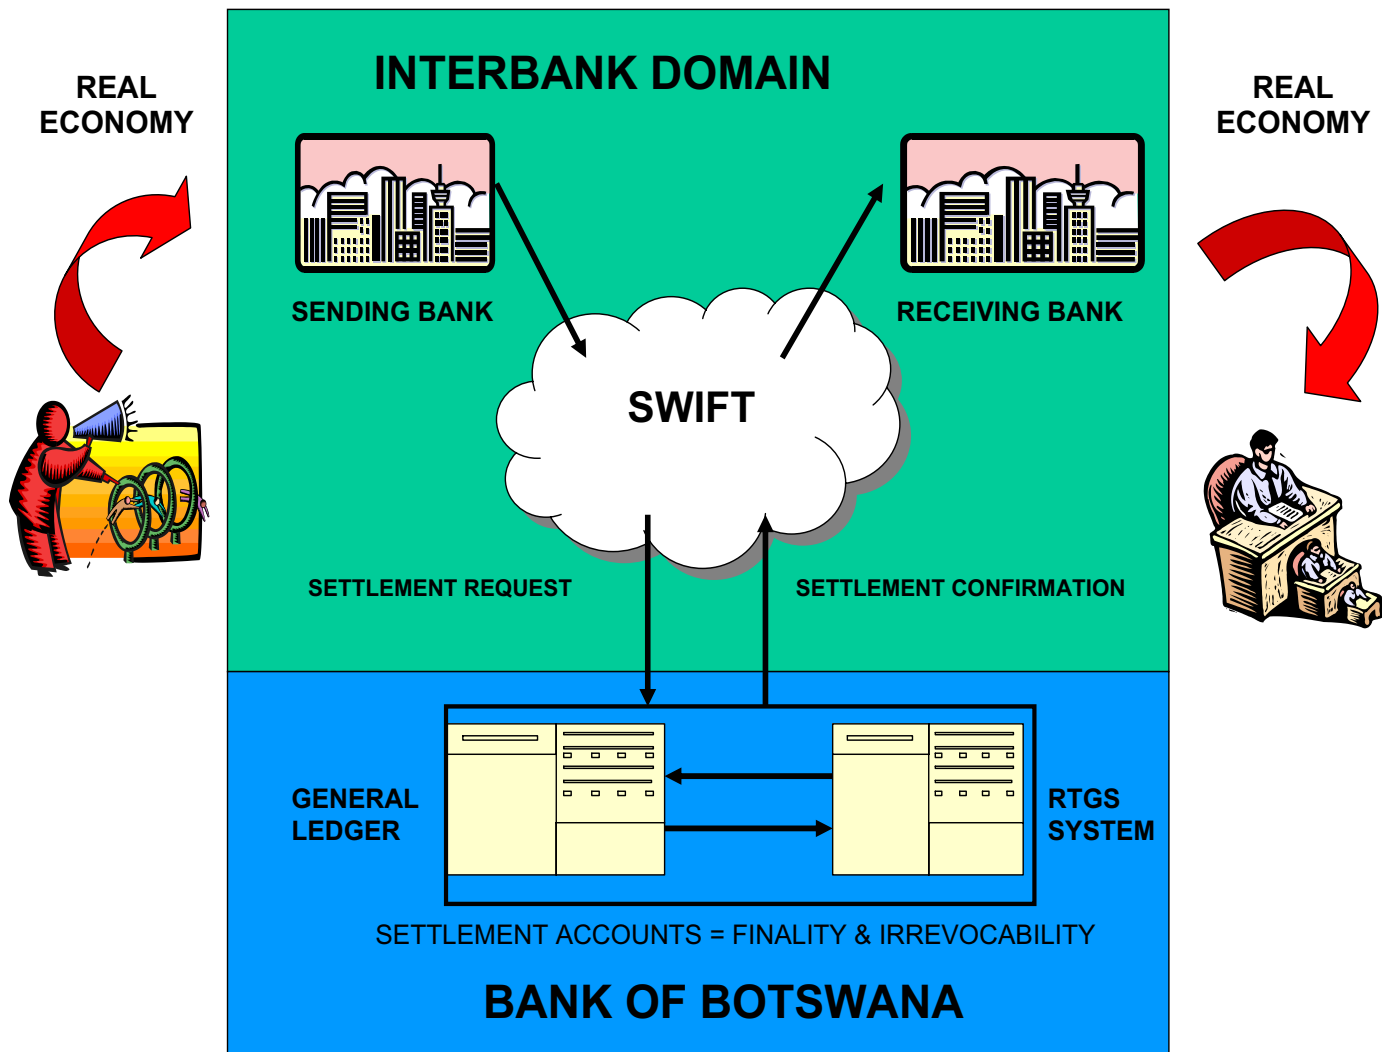 INTERBANK DOMAIN
REAL
ECONOMY
REAL
ECONOMY
SENDING BANK
RECEIVING BANK
SWIFT
SETTLEMENT REQUEST
SETTLEMENT CONFIRMATION
GENERAL
LEDGER
RTGS
SYSTEM
SETTLEMENT ACCOUNTS = FINALITY & IRREVOCABILITY
BANK OF BOTSWANA